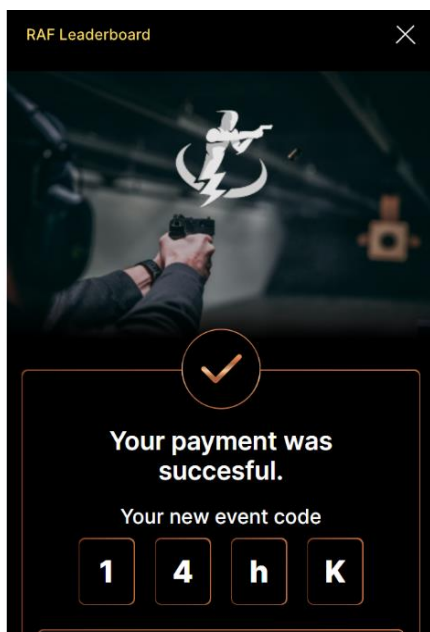 RAF Leaderboard
Your payment was
succesful.
Your new event code
1 4 h K